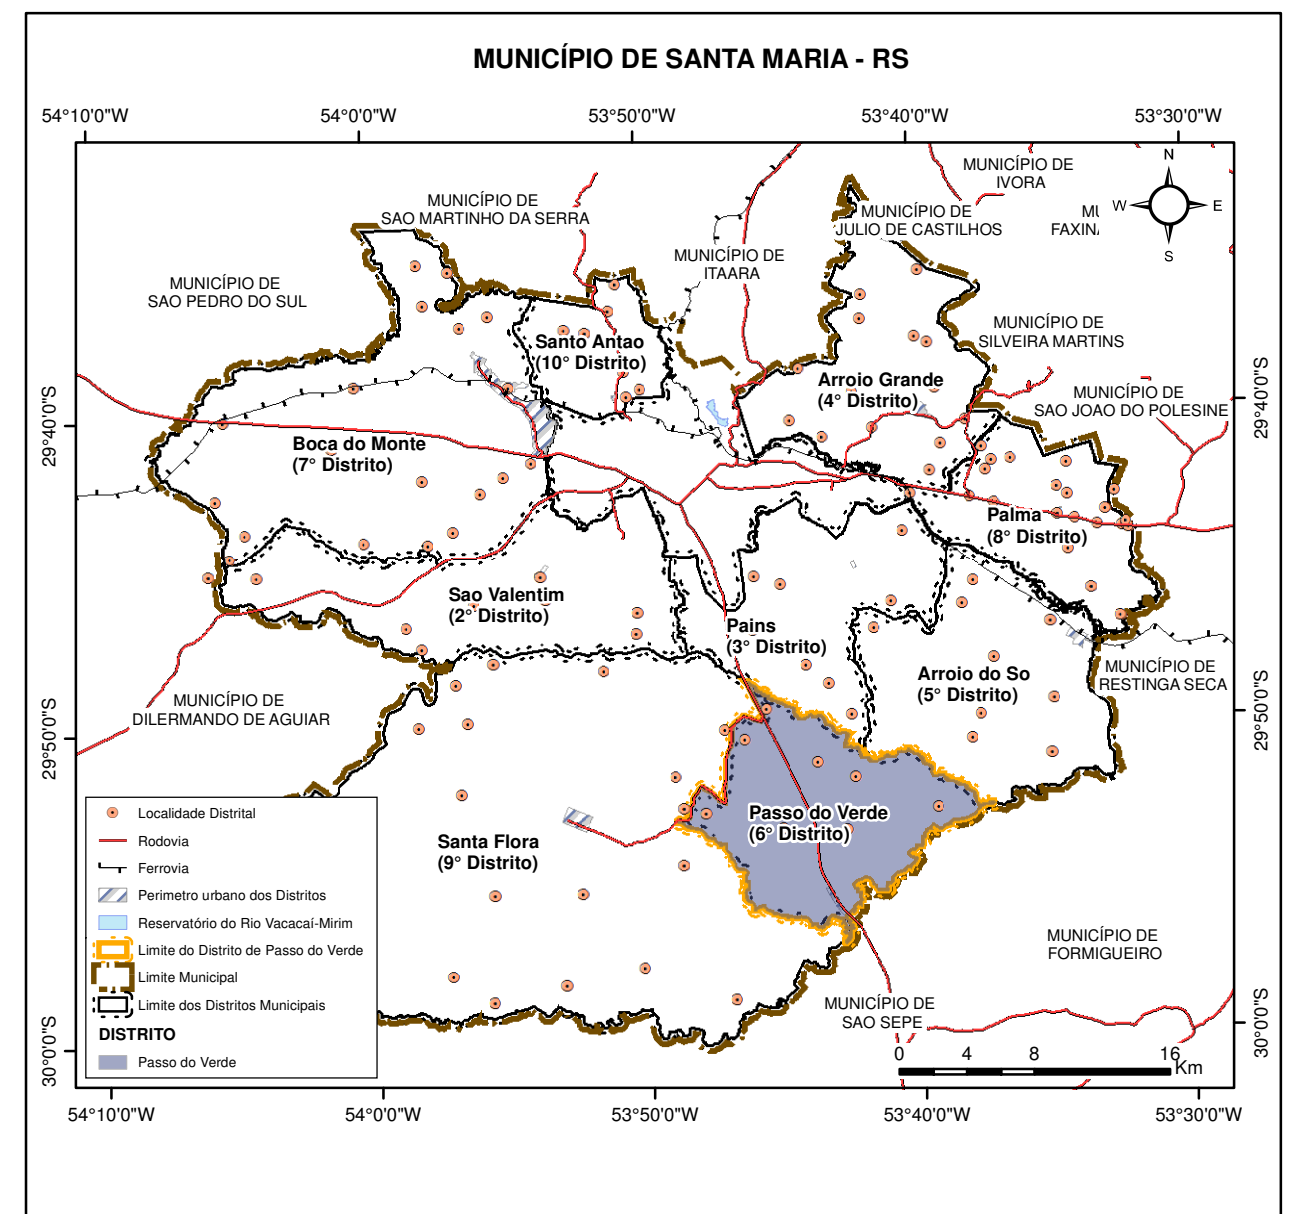 MUNICÍPIO DE SANTA MARIA - RS
54°10'0"W
54°0'0"W
53°50'0"W
53°40'0"W
53°30'0"W
MUNICÍPIO DE
IVORA
MUNICÍPIO DE
SAO MARTINHO DA SERRA
MUNICÍPIO DE
JULIO DE CASTILHOS
FAXIN
N
W
E
S
MUNICÍPIO DE
ITAARA
MUNICÍPIO DE
SAO PEDRO DO SUL
MUNICÍPIO DE
SILVEIRA MARTINS
Santo Antao
(10° Distrito)
Arroio Grande
(4° Distrito)
MUNICÍPIO DE
SAO JOAO DO POLESINE
29°40'0"S
29°40'0"S
Boca do Monte
(7° Distrito)
Palma
(8° Distrito)
Sao Valentim
(2° Distrito)
Pains
(3° Distrito)
Arroio do So
(5° Distrito)
MUNICÍPIO DE
RESTINGA SECA
MUNICÍPIO DE
DILERMANDO DE AGUIAR
29°50'0"S
29°50'0"S
Passo do Verde
(6° Distrito)
Santa Flora
(9° Distrito)
MUNICÍPIO DE
FORMIGUEIRO
MUNICÍPIO DE
SAO SEPE
30°0'0"S
30°0'0"S
Localidade Distrital
Rodovia
Ferrovia
Perimetro urbano dos Distritos
Reservatório do Rio Vacacaí-Mirim
Limite do Distrito de Passo do Verde
Limite Municipal
Limite dos Distritos Municipais
DISTRITO
Passo do Verde
0 4 8 16
Km
54°10'0"W
54°0'0"W
53°50'0"W
53°40'0"W
53°30'0"W